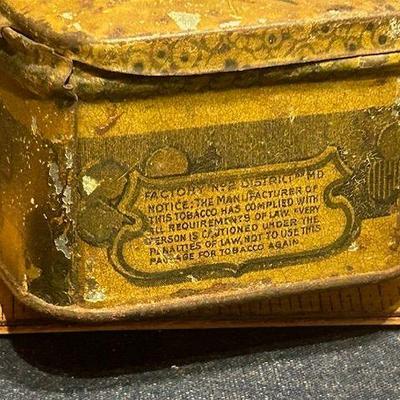 FACTORY Nº 2 DISTRICT MD
NOTICE: THE MANUFACTURER OF
THIS TOBACCO HAS COMPLIED WITH
ALL REQUIREMENTS OF LAW. EVERY
PERSON IS CAUTIONED UNDER THE
PENALTIES OF LAW, NOT TO USE THIS
PACKAGE FOR TOBACCO AGAIN